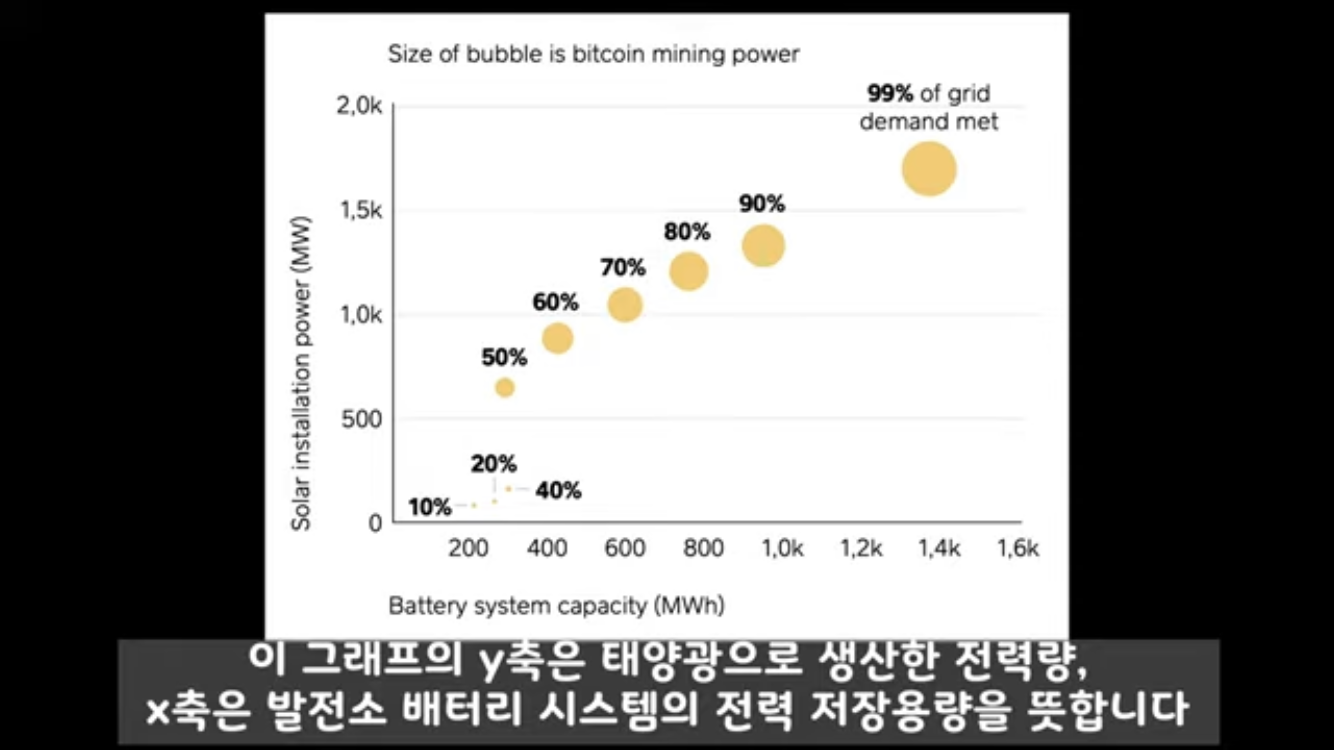 Size of bubble is bitcoin mining power
99% of grid
demand met
2,0k
1,5k
1,0k
500
0
Solar installation power (MW)
90%
80%
70%
60%
50%
20%
40%
10%
200 400 600 800 1,0k 1,2k 1,4k 1,6k
Battery system capacity (MWh)
이 그래프의 y축은 태양광으로 생산한 전력량,
x축은 발전소 배터리 시스템의 전력 저장용량을 뜻합니다